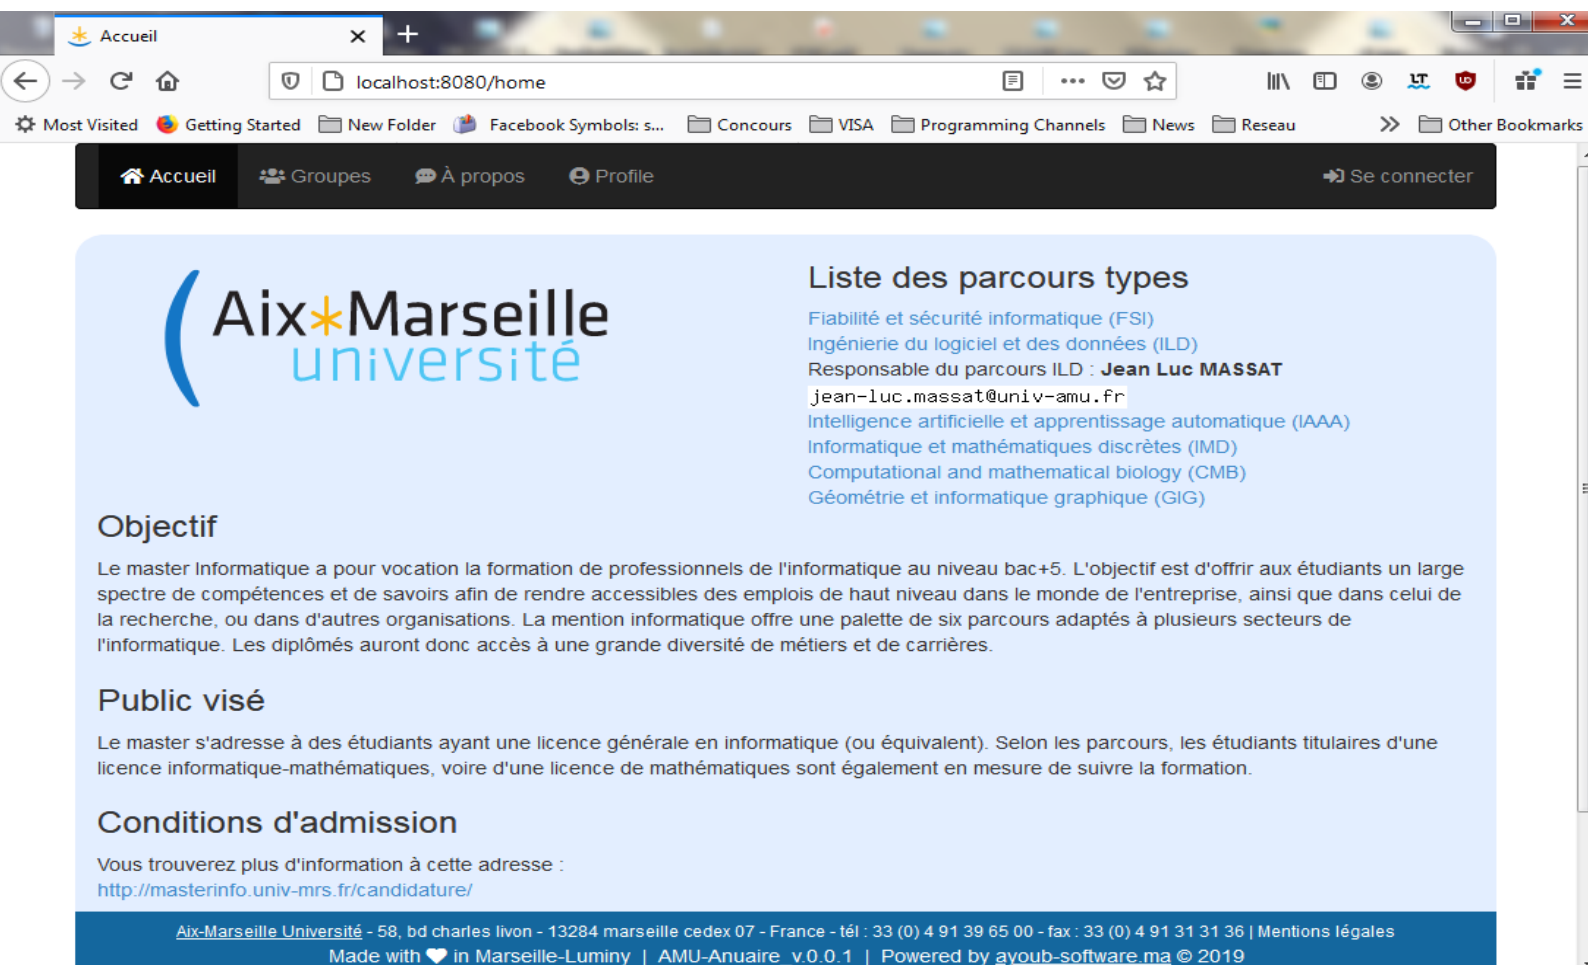 Accueil
localhost:8080/home
Most Visited Getting Started New Folder Facebook Symbols: s... Concours VISA Programming Channels News Reseau Other Bookmarks
Accueil Groupes À propos Profile Se connecter
Aix*Marseille
université
Liste des parcours types
Fiabilité et sécurité informatique (FSI)
Ingénierie du logiciel et des données (ILD)
Responsable du parcours ILD : Jean Luc MASSAT
jean-luc.massat@univ-amu.fr
Intelligence artificielle et apprentissage automatique (IAAA)
Informatique et mathématiques discrètes (IMD)
Computational and mathematical biology (CMB)
Géométrie et informatique graphique (GIG)
Objectif
Le master Informatique a pour vocation la formation de professionnels de l'informatique au niveau bac+5. L'objectif est d'offrir aux étudiants un large
spectre de compétences et de savoirs afin de rendre accessibles des emplois de haut niveau dans le monde de l'entreprise, ainsi que dans celui de
la recherche, ou dans d'autres organisations. La mention informatique offre une palette de six parcours adaptés à plusieurs secteurs de
l'informatique. Les diplômés auront donc accès à une grande diversité de métiers et de carrières.
Public visé
Le master s'adresse à des étudiants ayant une licence générale en informatique (ou équivalent). Selon les parcours, les étudiants titulaires d'une
licence informatique-mathématiques, voire d'une licence de mathématiques sont également en mesure de suivre la formation.
Conditions d'admission
Vous trouverez plus d'information à cette adresse :
http://masterinfo.univ-mrs.fr/candidature/
Aix-Marseille Université - 58, bd charles livon - 13284 marseille cedex 07 - France - tél : 33 (0) 4 91 39 65 00 - fax : 33 (0) 4 91 31 31 36 | Mentions légales
Made with ❤ in Marseille-Luminy | AMU-Anuaire v.0.0.1 | Powered by ayoub-software.ma © 2019